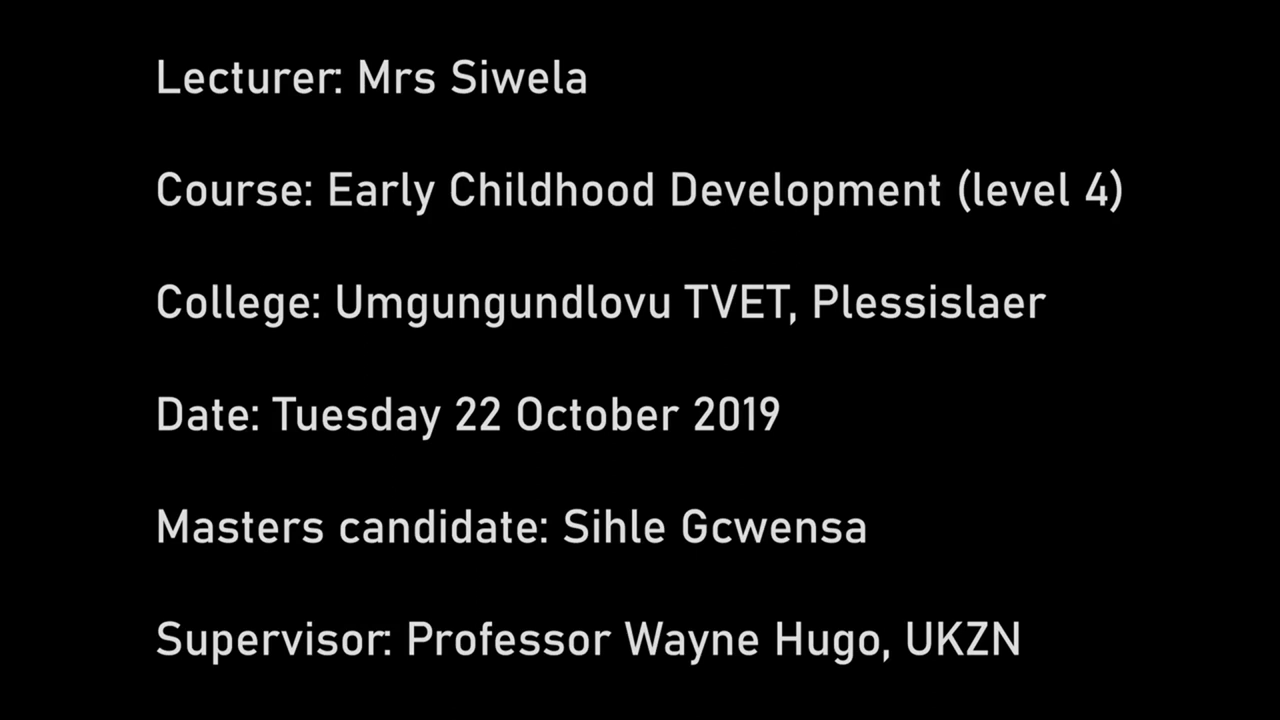 Lecturer: Mrs Siwela
Course: Early Childhood Development (level 4)
College: Umgungundlovu TVET, Plessislaer
Date: Tuesday 22 October 2019
Masters candidate: Sihle Gcwensa
Supervisor: Professor Wayne Hugo, UKZN